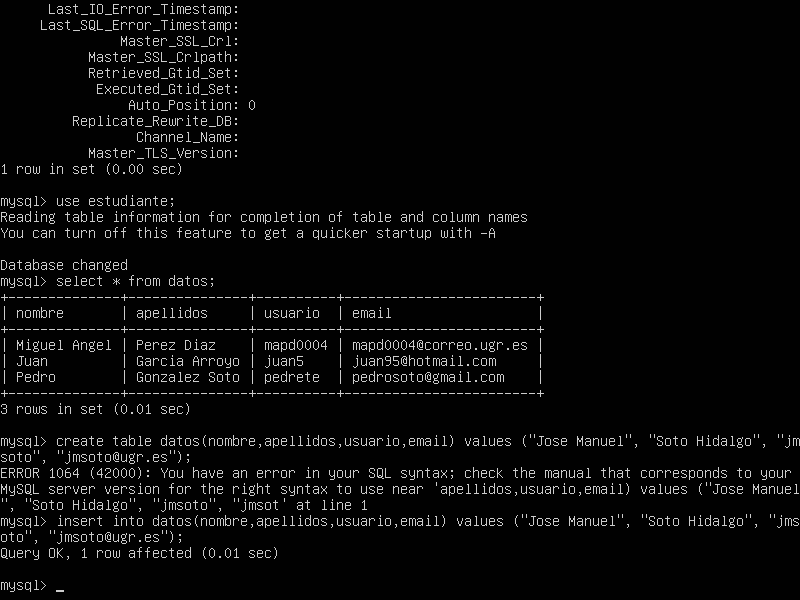 Last_IO_Error_Timestamp:
Last_SQL_Error_Timestamp:
Master_SSL_Crl:
Master_SSL_Crlpath:
Retrieved_Gtid_Set:
Executed_Gtid_Set:
Auto_Position: 0
Replicate_Rewrite_DB:
Channel_Name:
Master_TLS_Version:
1 row in set (0.00 sec)

mysql> use estudiante;
Reading table information for completion of table and column names
You can turn off this feature to get a quicker startup with -A

Database changed
mysql> select * from datos;
+--------------+---------------+----------+------------------------+
| nombre       | apellidos     | usuario  | email                  |
+--------------+---------------+----------+------------------------+
| Miguel Angel | Perez Diaz    | mapd0004 | mapd0004@correo.ugr.es |
| Juan         | Garcia Arroyo | juan5    | juan95@hotmail.com     |
| Pedro        | Gonzalez Soto | pedrete  | pedrosoto@gmail.com    |
+--------------+---------------+----------+------------------------+
3 rows in set (0.01 sec)

mysql> create table datos(nombre,apellidos,usuario,email) values ("Jose Manuel", "Soto Hidalgo", "jm
soto", "jmsoto@ugr.es");
ERROR 1064 (42000): You have an error in your SQL syntax; check the manual that corresponds to your
MySQL server version for the right syntax to use near 'apellidos,usuario,email) values ("Jose Manuel
", "Soto Hidalgo", "jmsoto", "jmsot' at line 1
mysql> insert into datos(nombre,apellidos,usuario,email) values ("Jose Manuel", "Soto Hidalgo", "jms
oto", "jmsoto@ugr.es");
Query OK, 1 row affected (0.01 sec)

mysql> _